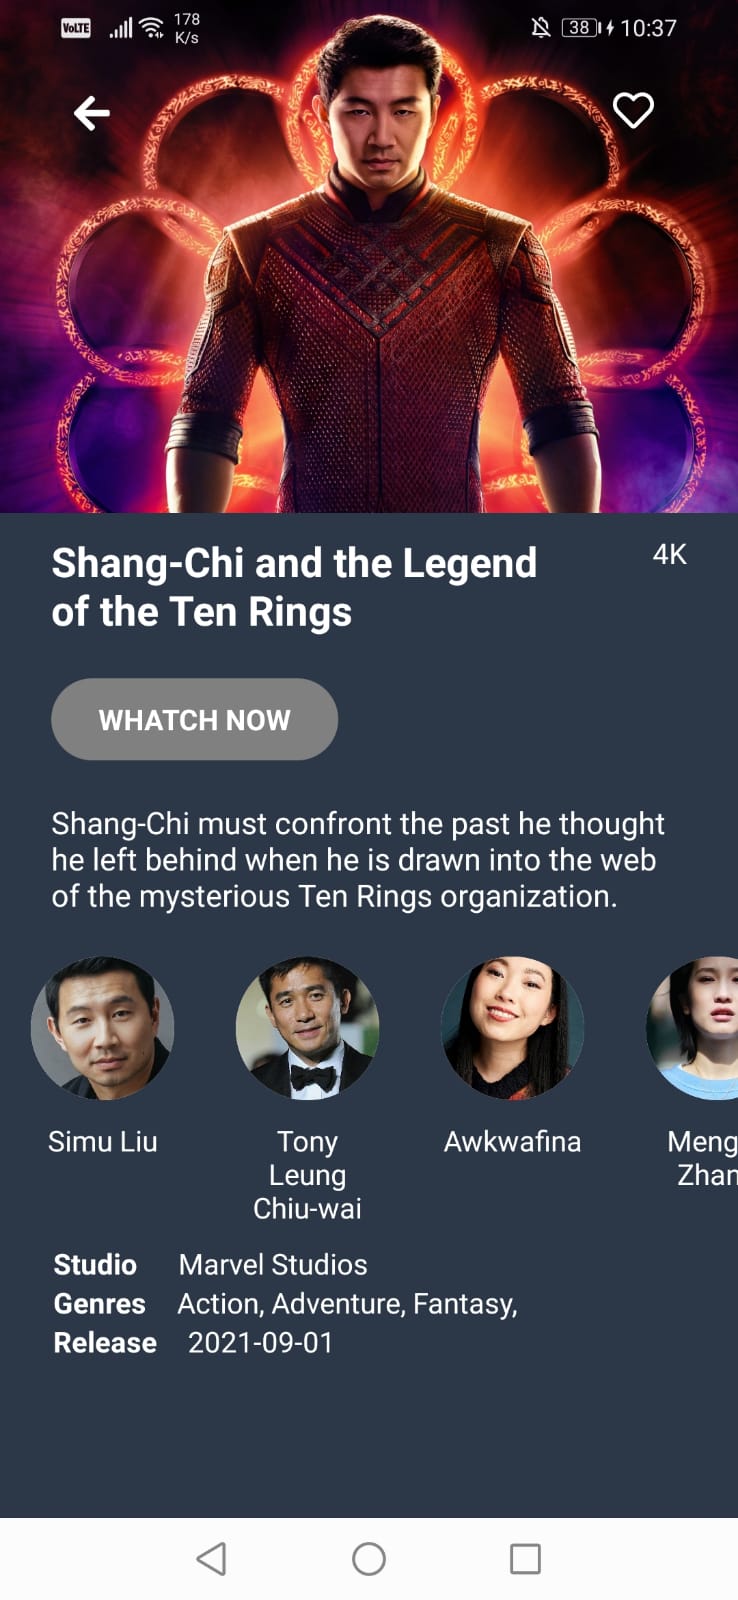 VoLTE 178 K/s 38 10:37
Shang-Chi and the Legend of the Ten Rings
4K
WHATCH NOW
Shang-Chi must confront the past he thought
he left behind when he is drawn into the web
of the mysterious Ten Rings organization.
Simu Liu
Tony
Leung
Chiu-wai
Awkwafina
Meng
Zhan
Studio Marvel Studios
Genres Action, Adventure, Fantasy,
Release 2021-09-01